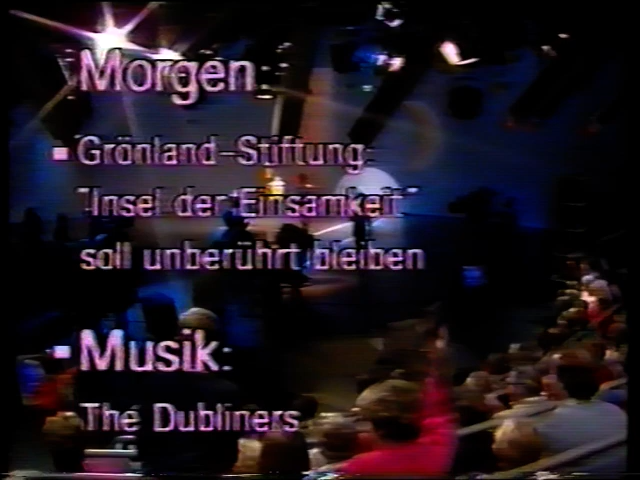 Morgen:
▪ Grönland-Stiftung:
"Insel der Einsamkeit"
soll unberührt bleiben
▪ Musik:
The Dubliners